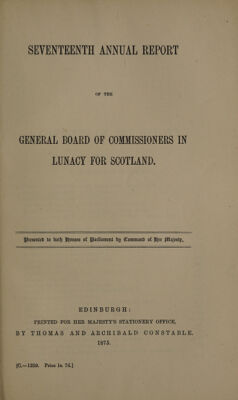 SEVENTEENTH ANNUAL REPORT
OF THE
GENERAL BOARD OF COMMISSIONERS IN
LUNACY FOR SCOTLAND.
Presented to both Houses of Parliament by Command of Her Majesty.
EDINBURGH:
PRINTED FOR HER MAJESTY'S STATIONERY OFFICE,
BY THOMAS AND ARCHIBALD CONSTABLE.
1875.
[C.—1259. Price 1s. 7d.]